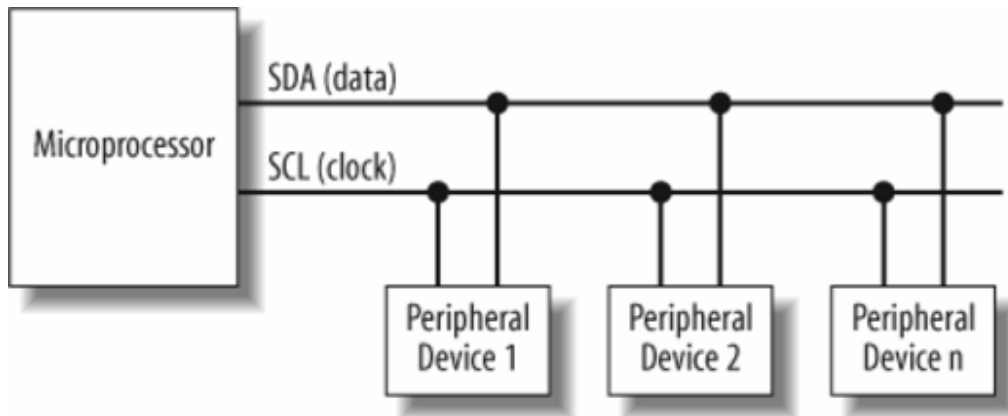 SDA (data)
Microprocessor
SCL (clock)
Peripheral
Device 1
Peripheral
Device 2
Peripheral
Device n